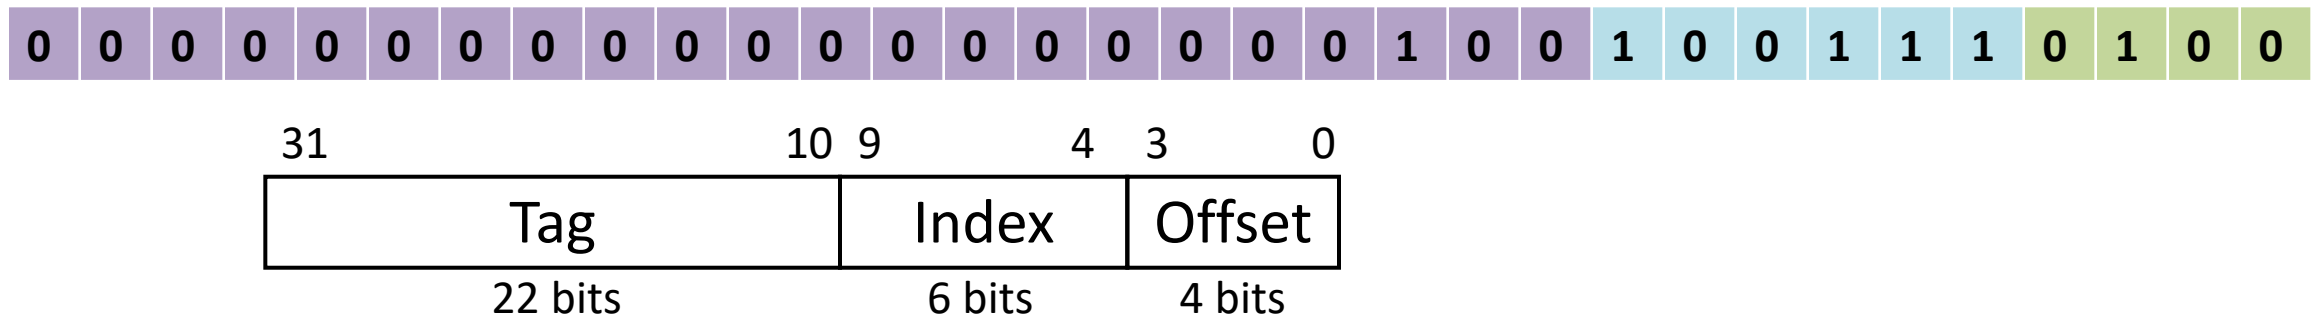 0 0 0 0 0 0 0 0 0 0 0 0 0 0 0 0 0 0 0 1 0 0 1 0 0 1 1 1 0 1 0 0
31 10 9 4 3 0
Tag Index Offset
22 bits 6 bits 4 bits